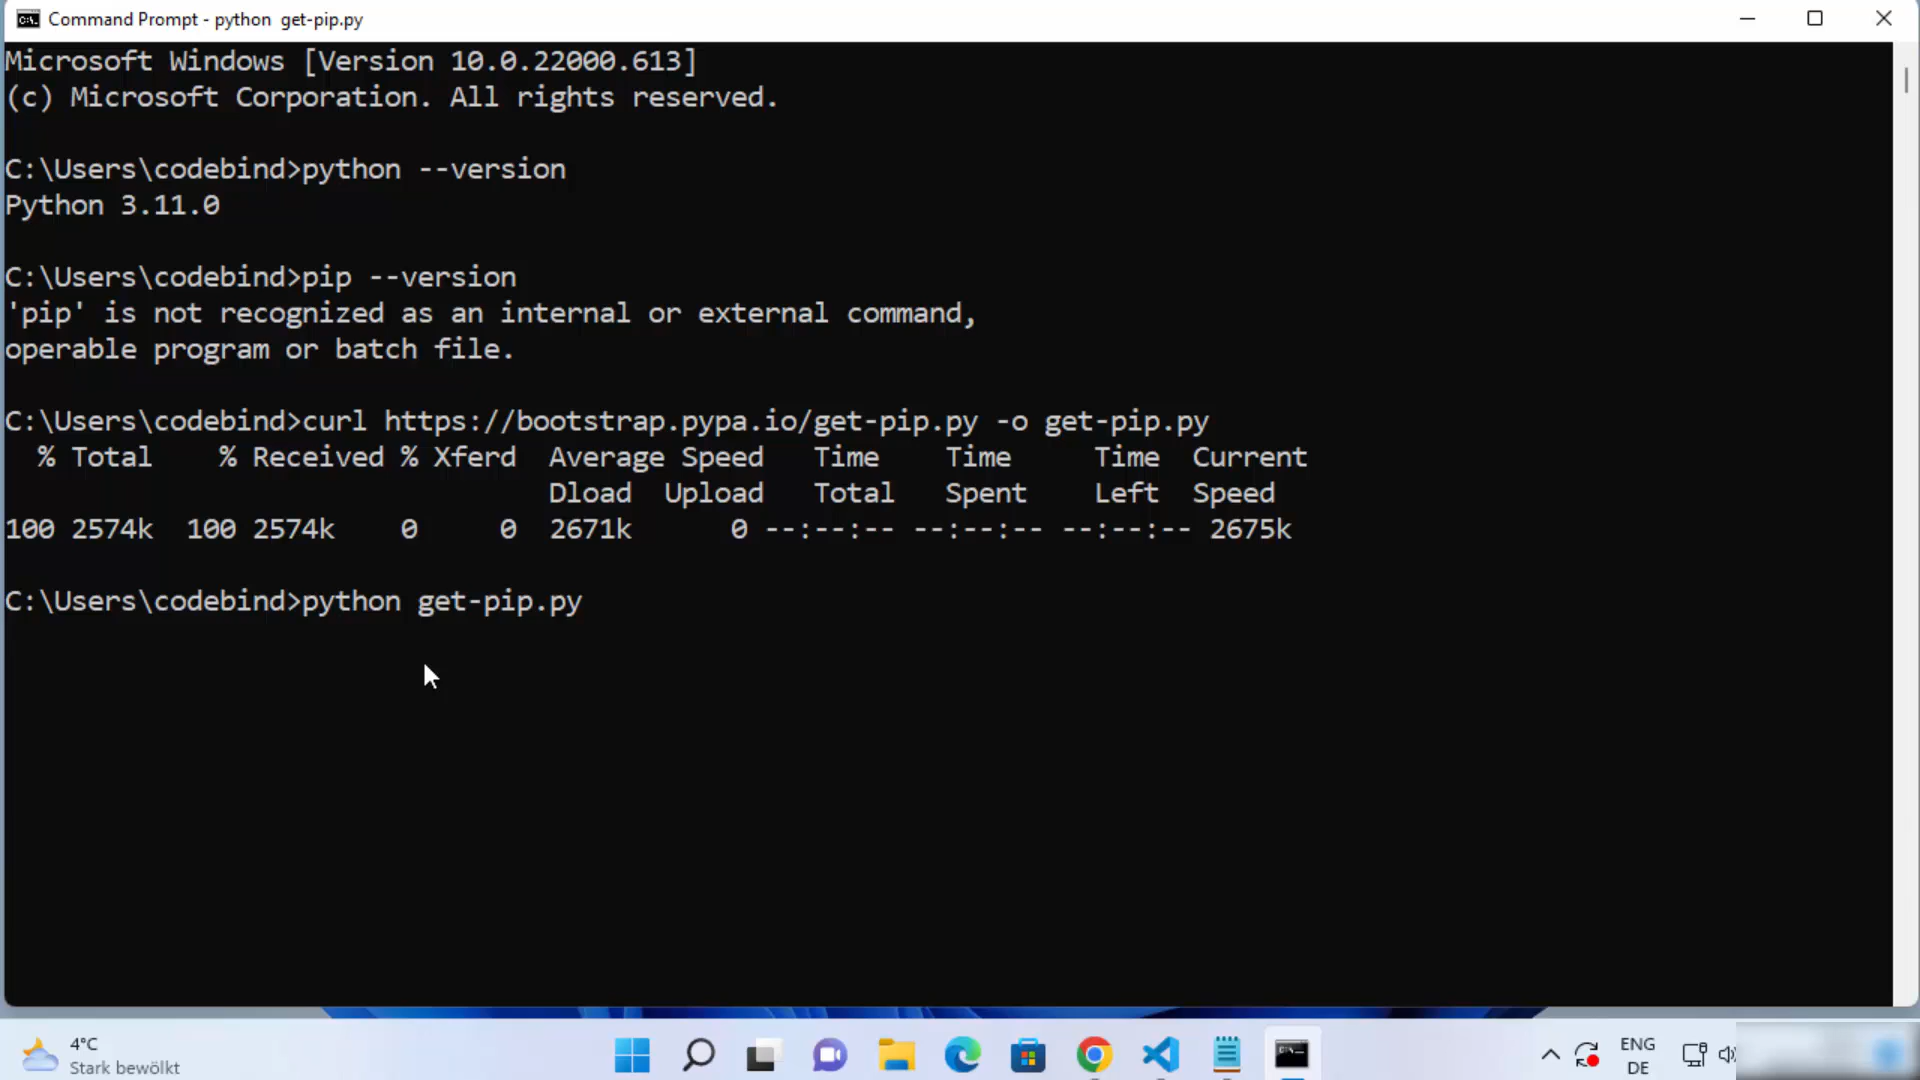 Command Prompt - python  get-pip.py
Microsoft Windows [Version 10.0.22000.613]
(c) Microsoft Corporation. All rights reserved.
C:\Users\codebind>python --version
Python 3.11.0
C:\Users\codebind>pip --version
'pip' is not recognized as an internal or external command,
operable program or batch file.
C:\Users\codebind>curl https://bootstrap.pypa.io/get-pip.py -o get-pip.py
  % Total    % Received % Xferd  Average Speed   Time    Time     Time  Current
                                 Dload  Upload   Total   Spent    Left  Speed
100 2574k  100 2574k    0     0  2671k      0 --:--:-- --:--:-- --:--:-- 2675k
C:\Users\codebind>python get-pip.py
4°C
Stark bewölkt
ENG
DE